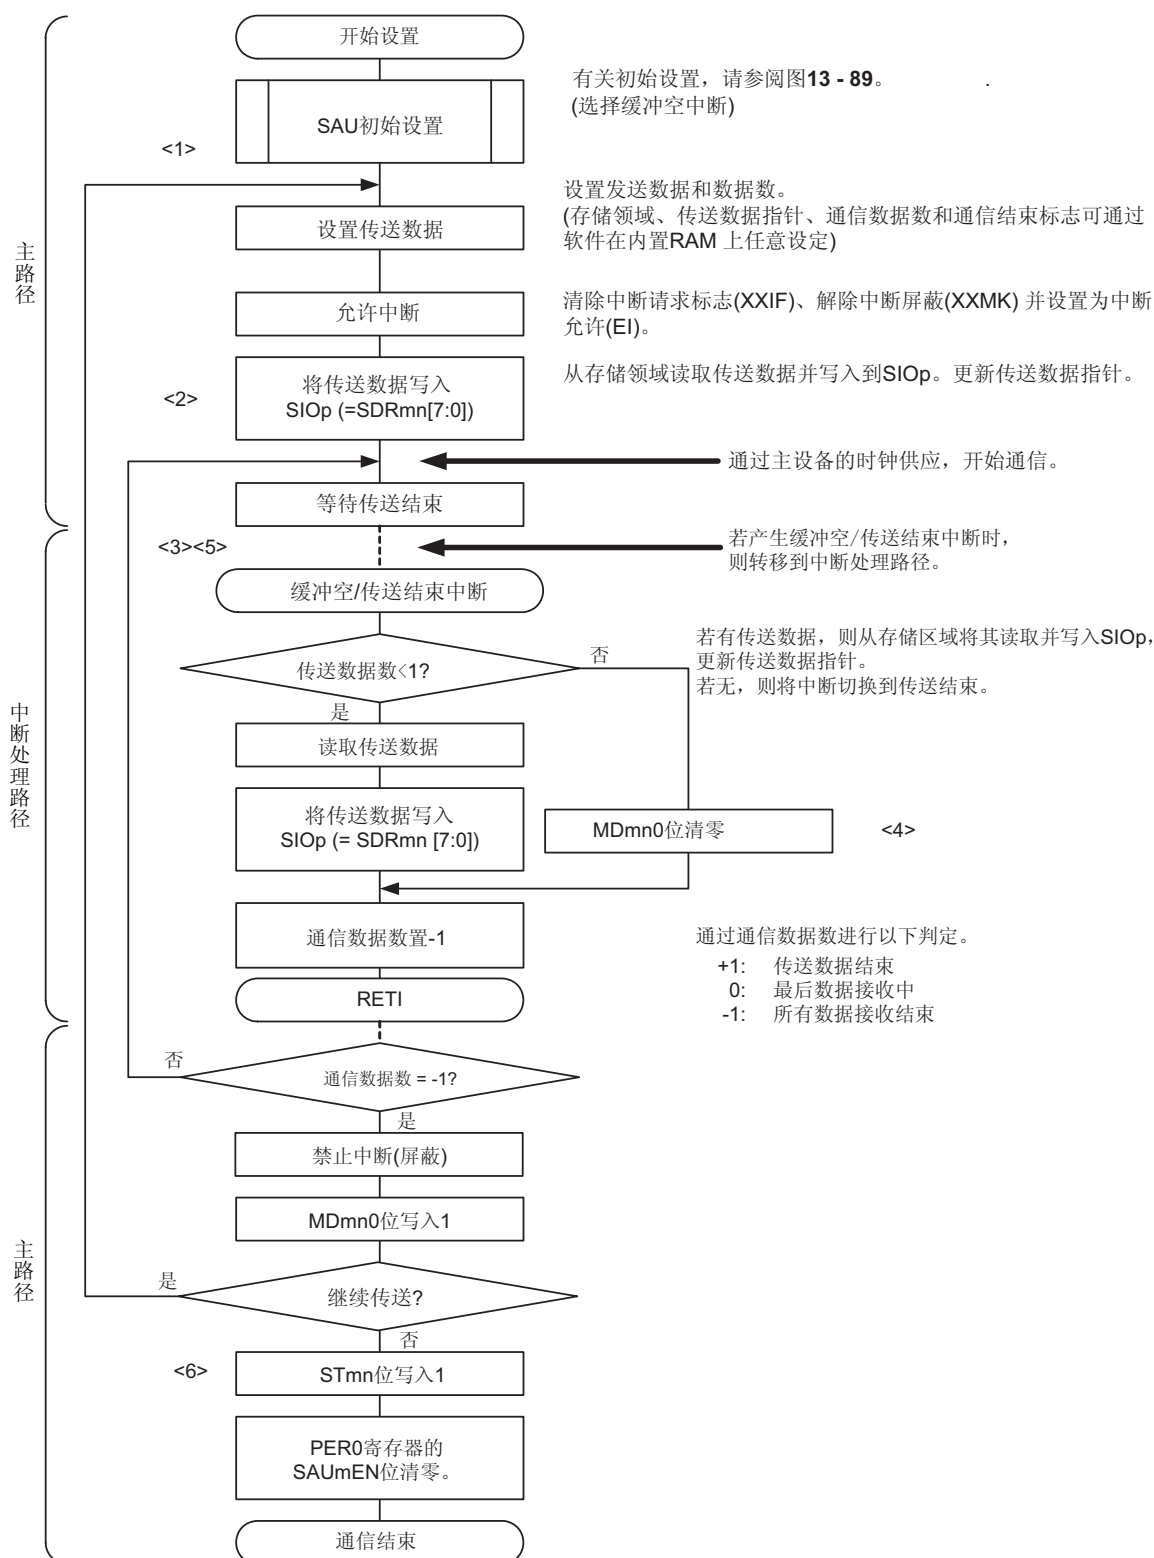 开始设置
有关初始设置，请参阅图13 - 89。 .
(选择缓冲空中断)
SAU初始设置
<1>
设置发送数据和数据数。
(存储领域、传送数据指针、通信数据数和通信结束标志可通过
软件在内置RAM 上任意设定)
设置传送数据
主路径
清除中断请求标志(XXIF)、解除中断屏蔽(XXMK) 并设置为中断
允许(EI)。
允许中断
从存储领域读取传送数据并写入到SIOp。更新传送数据指针。
将传送数据写入
SIOp (=SDRmn[7:0])
<2>
通过主设备的时钟供应，开始通信。
等待传送结束
<3><5>
若产生缓冲空/传送结束中断时，
则转移到中断处理路径。
缓冲空/传送结束中断
若有传送数据，则从存储区域将其读取并写入SIOp，
更新传送数据指针。
若无，则将中断切换到传送结束。
传送数据数<1?
否
是
读取传送数据
中断处理路径
将传送数据写入
SIOp (= SDRmn [7:0])
MDmn0位清零
<4>
通信数据数置-1
通过通信数据数进行以下判定。
+1: 传送数据结束
0: 最后数据接收中
-1: 所有数据接收结束
RETI
否
通信数据数 = -1?
是
禁止中断(屏蔽)
MDmn0位写入1
主路径
是
继续传送?
否
<6>
STmn位写入1
PER0寄存器的
SAUmEN位清零。
通信结束